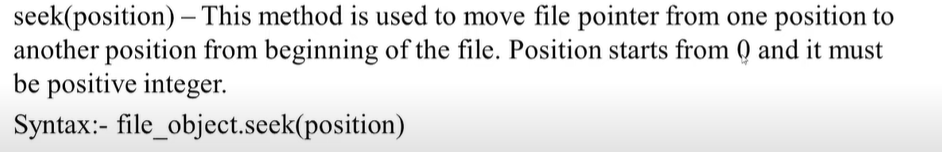 seek(position) – This method is used to move file pointer from one position to
another position from beginning of the file. Position starts from 0 and it must
be positive integer.
Syntax:- file_object.seek(position)